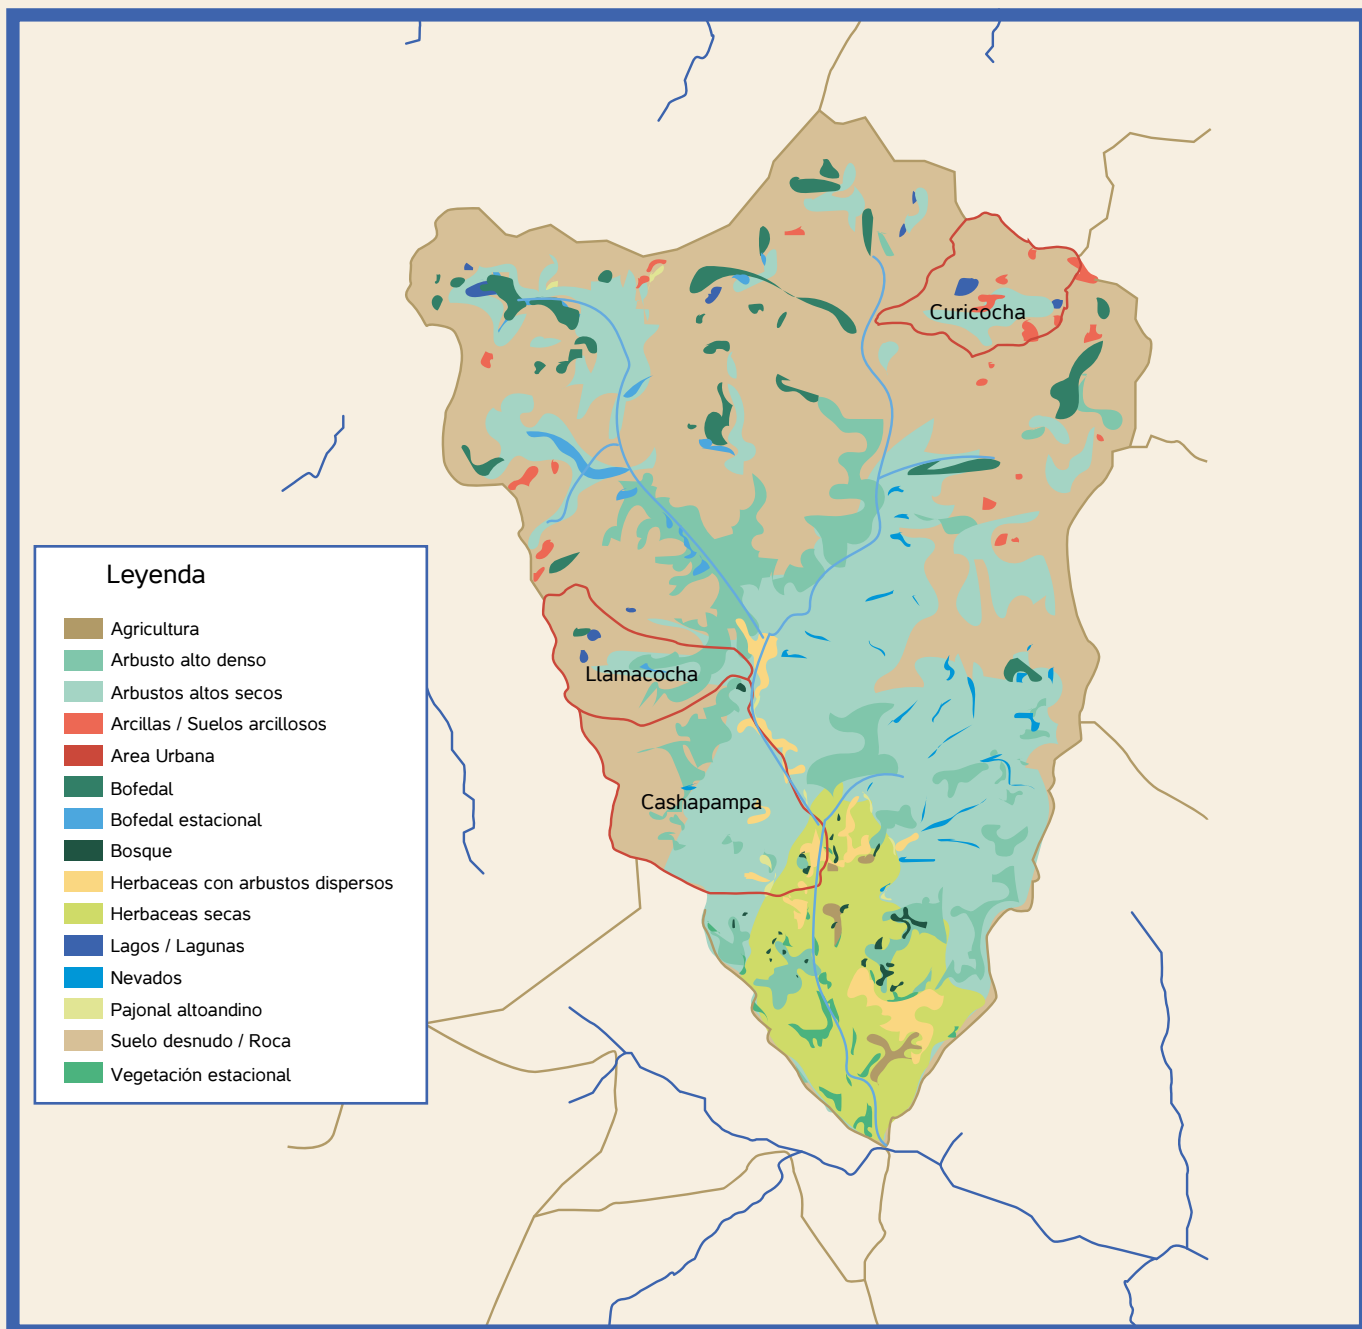 Curicocha
Leyenda
Agricultura
Arbusto alto denso
Arbustos altos secos
Arcillas / Suelos arcillosos
Area Urbana
Bofedal
Bofedal estacional
Bosque
Herbaceas con arbustos dispersos
Herbaceas secas
Lagos / Lagunas
Nevados
Pajonal altoandino
Suelo desnudo / Roca
Vegetación estacional
Llamacocha
Cashapampa